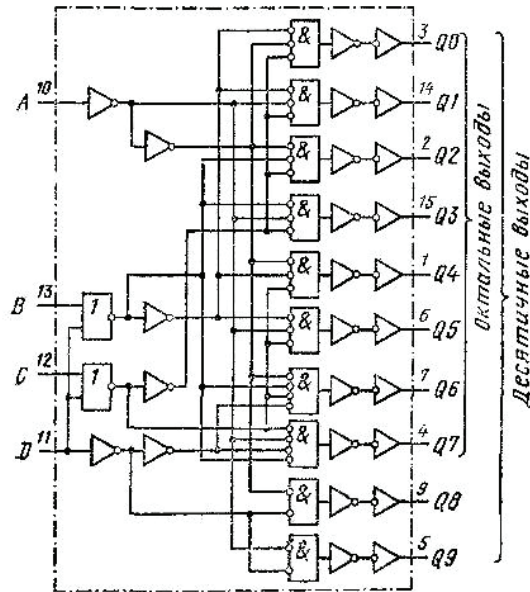 & 3 Q0
A 10 & 14 Q1
& 2 Q2
& 15 Q3
& 1 Q4
B 13 1 & 6 Q5
C 12 1 & 7 Q6
D 11 & 4 Q7
& 9 Q8
& 5 Q9
Октальные выходы
Десятичные выходы